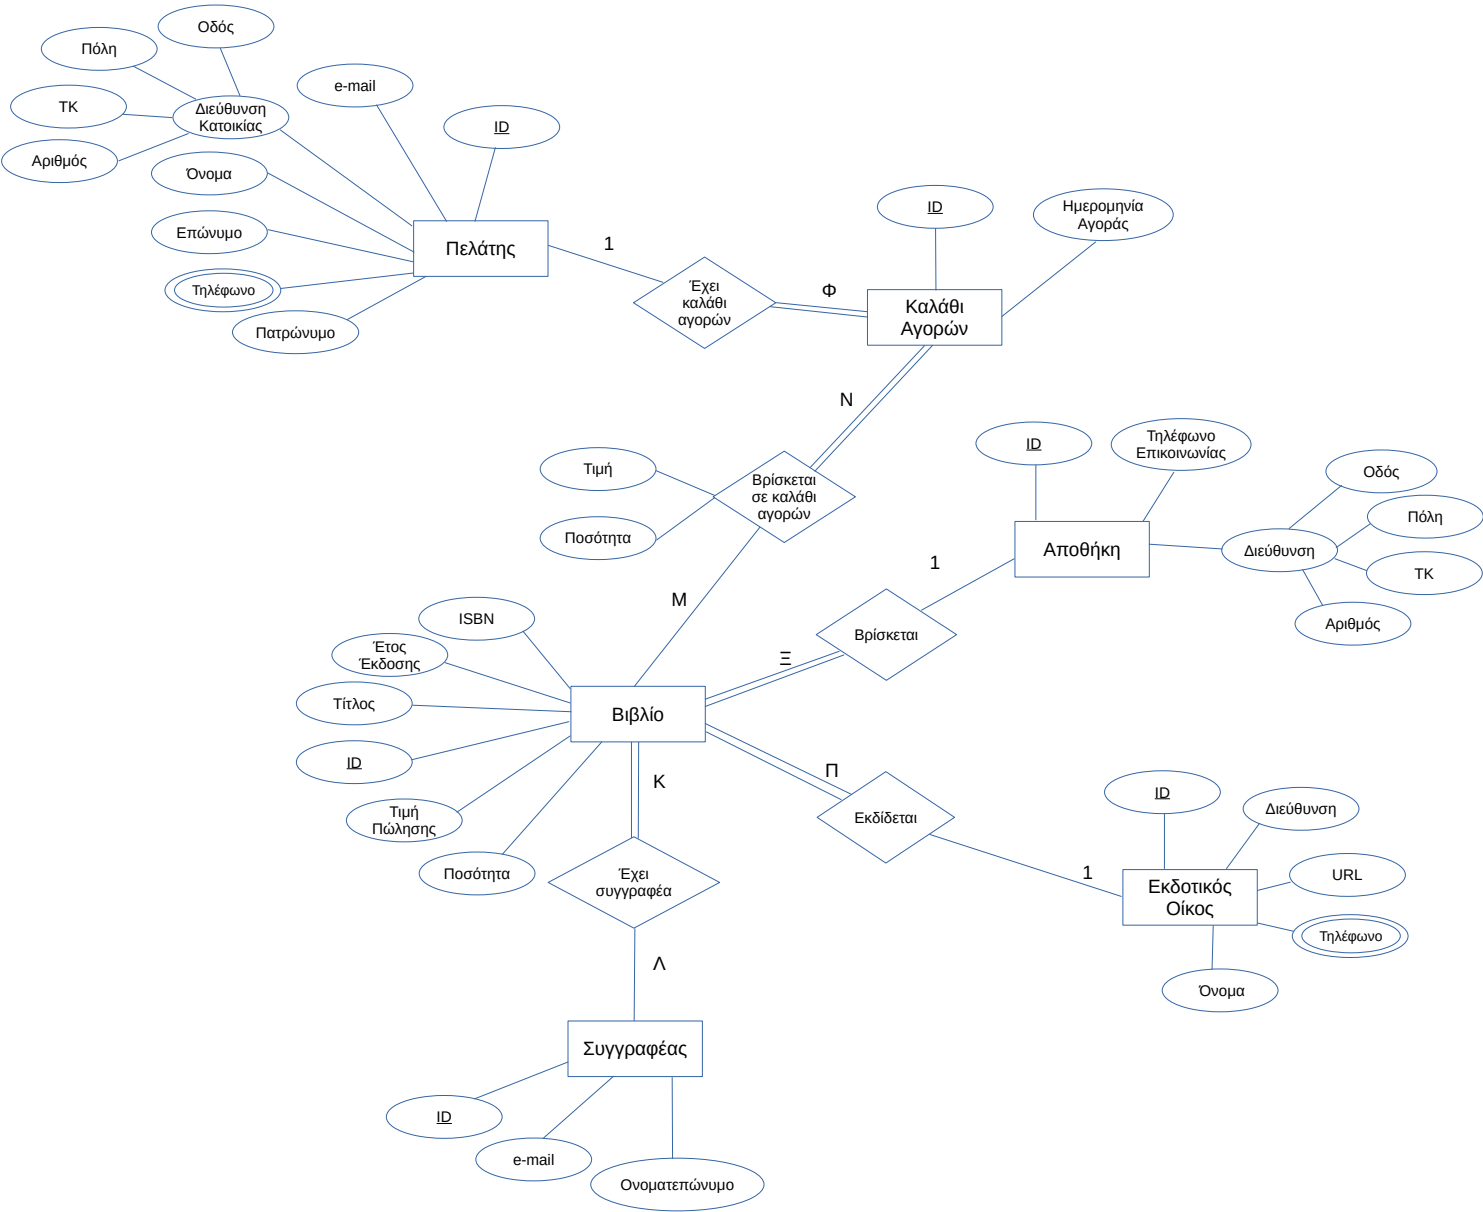 Οδός
Πόλη
e-mail
ΤΚ
Διεύθυνση
Κατοικίας
ID
Αριθμός
Όνομα
Επώνυμο
Πελάτης
Τηλέφωνο
Πατρώνυμο
1
Έχει
καλάθι
αγορών
Φ
ID
Ημερομηνία
Αγοράς
Καλάθι
Αγορών
Ν
Τιμή
Ποσότητα
Βρίσκεται
σε καλάθι
αγορών
Μ
ID
Τηλέφωνο
Επικοινωνίας
Οδός
Πόλη
Αποθήκη
Διεύθυνση
ΤΚ
Αριθμός
1
Βρίσκεται
Ξ
ISBN
Έτος
Έκδοσης
Τίτλος
Βιβλίο
ID
Τιμή
Πώλησης
Ποσότητα
Κ
Π
Εκδίδεται
1
ID
Διεύθυνση
URL
Εκδοτικός
Οίκος
Τηλέφωνο
Όνομα
Έχει
συγγραφέα
Λ
Συγγραφέας
ID
e-mail
Ονοματεπώνυμο